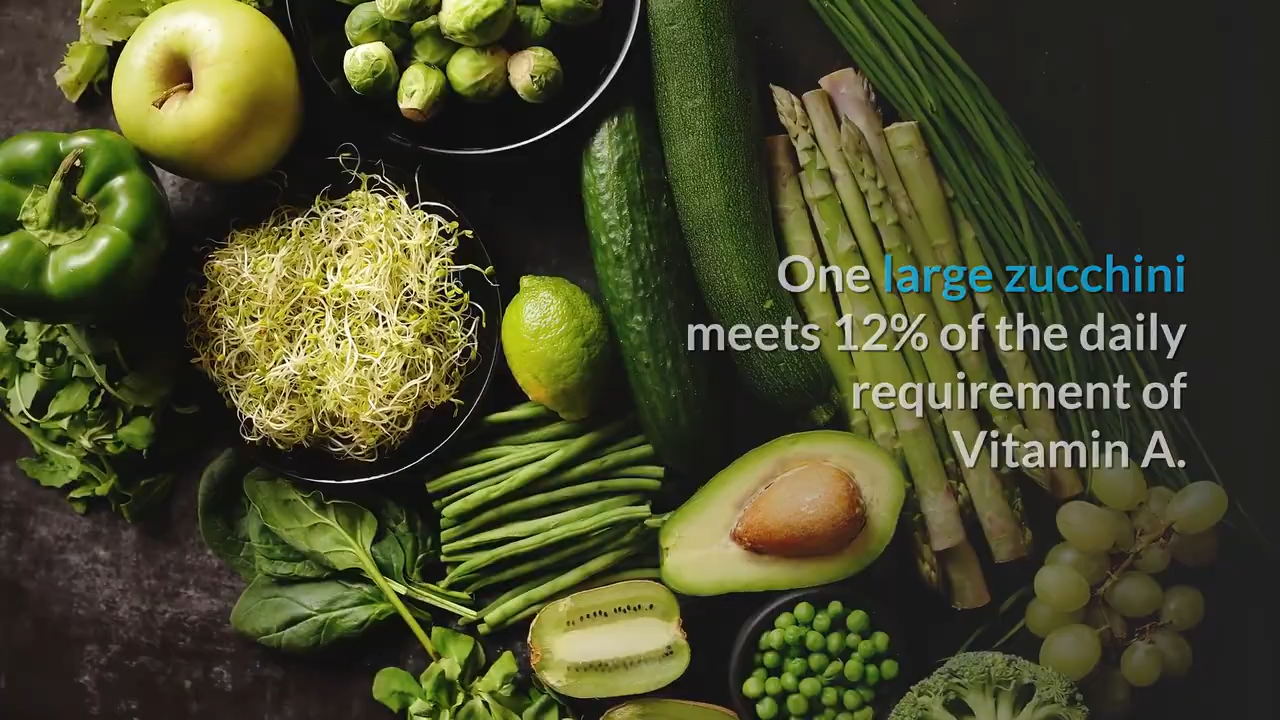 One large zucchini
meets 12% of the daily
requirement of
Vitamin A.